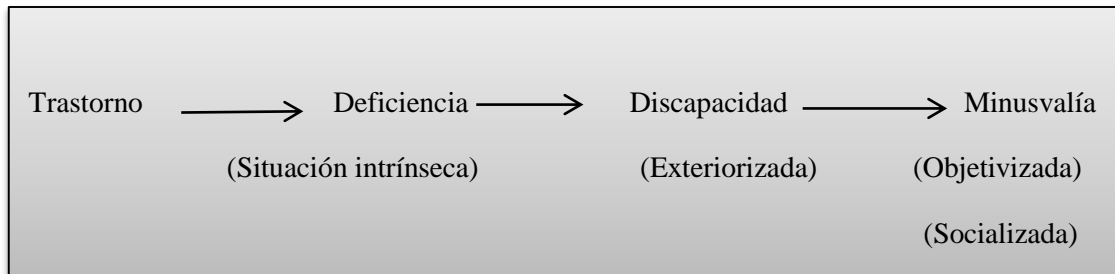 Trastorno Deficiencia Discapacidad Minusvalía
(Situación intrínseca) (Exteriorizada) (Objetivizada)
(Socializada)